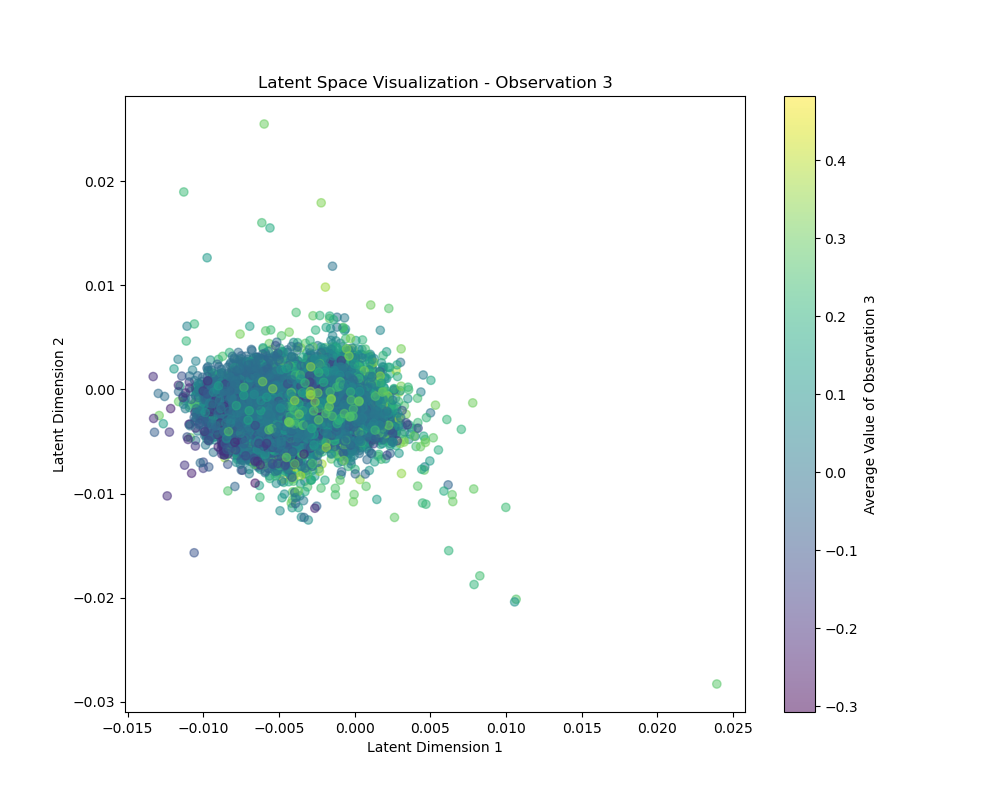 Latent Space Visualization - Observation 3
Latent Dimension 2
0.02
0.01
0.00
−0.01
−0.02
−0.03
−0.015 −0.010 −0.005 0.000 0.005 0.010 0.015 0.020 0.025
Latent Dimension 1
0.4
0.3
0.2
0.1
0.0
−0.1
−0.2
−0.3
Average Value of Observation 3